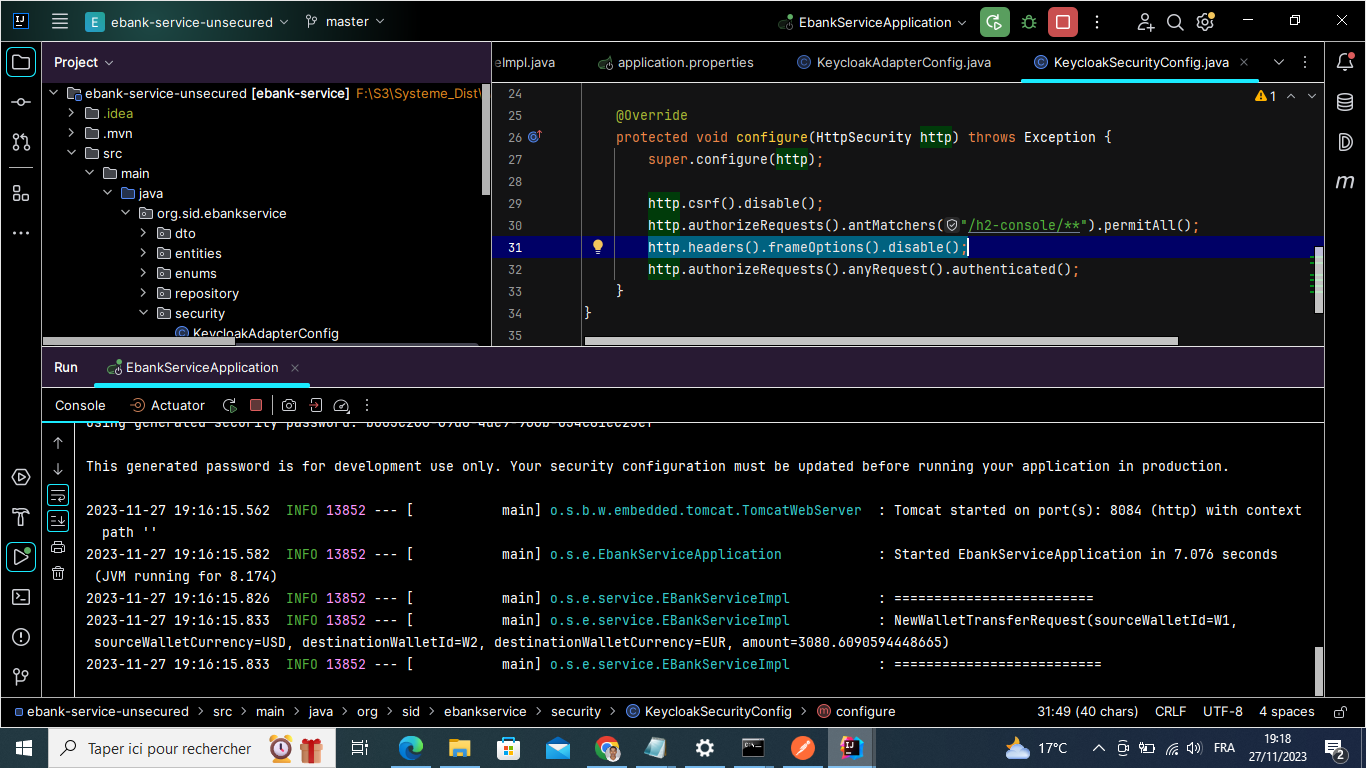 E ebank-service-unsecured master EbankServiceApplication
Project
eImpl.java application.properties KeycloakAdapterConfig.java KeycloakSecurityConfig.java
ebank-service-unsecured [ebank-service] F:\S3\Systeme_Dist\
.idea
.mvn
src
main
java
org.sid.ebankservice
dto
entities
enums
repository
security
KeycloakAdapterConfig
1
24
25 @Override
26 protected void configure(HttpSecurity http) throws Exception {
27 super.configure(http);
28
29 http.csrf().disable();
30 http.authorizeRequests().antMatchers("/h2-console/**").permitAll();
31 http.headers().frameOptions().disable();
32 http.authorizeRequests().anyRequest().authenticated();
33 }
34 }
35
Run EbankServiceApplication
Console Actuator
Using generated security password:
This generated password is for development use only. Your security configuration must be updated before running your application in production.
2023-11-27 19:16:15.562 INFO 13852 --- [ main] o.s.b.w.embedded.tomcat.TomcatWebServer : Tomcat started on port(s): 8084 (http) with context
path ''
2023-11-27 19:16:15.582 INFO 13852 --- [ main] o.s.e.EbankServiceApplication : Started EbankServiceApplication in 7.076 seconds
(JVM running for 8.174)
2023-11-27 19:16:15.826 INFO 13852 --- [ main] o.s.e.service.EBankServiceImpl : =========================
2023-11-27 19:16:15.833 INFO 13852 --- [ main] o.s.e.service.EBankServiceImpl : NewWalletTransferRequest(sourceWalletId=W1,
sourceWalletCurrency=USD, destinationWalletId=W2, destinationWalletCurrency=EUR, amount=3080.6090594448665)
2023-11-27 19:16:15.833 INFO 13852 --- [ main] o.s.e.service.EBankServiceImpl : ==========================
ebank-service-unsecured > src > main > java > org > sid > ebankservice > security > KeycloakSecurityConfig > configure 31:49 (40 chars) CRLF UTF-8 4 spaces
Taper ici pour rechercher 17°C FRA 19:18
27/11/2023 2